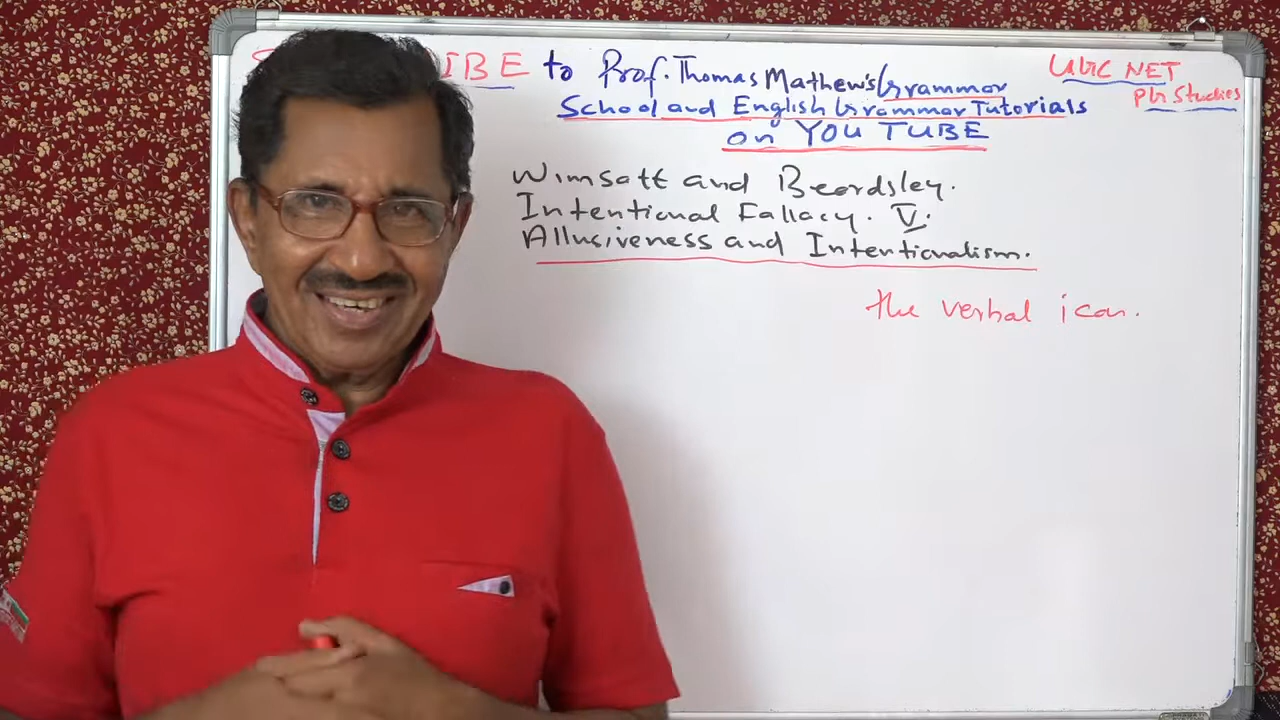 IBE to Prof. Thomas Mathew's Grammar
School and English Grammar Tutorials
on YOU TUBE
UGC NET
PG Studies
Wimsatt and Beardsley.
Intentional Fallacy. V.
Allusiveness and Intentionalism.
the verbal icon.